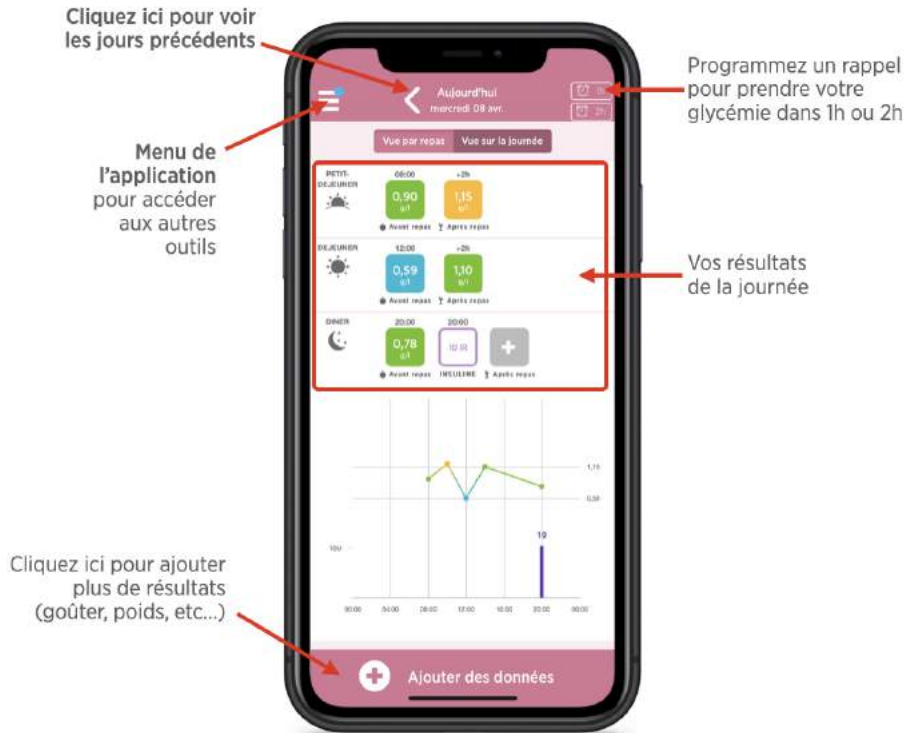 Cliquez ici pour voir
les jours précédents
Programmez un rappel
pour prendre votre
glycémie dans 1h ou 2h
Menu de
l'application
pour accéder
aux autres
outils
Aujourd'hui
mercredi 08 avr.
2h
Vue par repas
Vue sur la journée
PETIT-
DEJEUNER
08:00
+2h
0,90
g/l
1,15
g/l
Avant repas
Après repas
DEJEUNER
12:00
+2h
0,59
g/l
1,10
g/l
Avant repas
Après repas
Vos résultats
de la journée
DINER
20:00
20:00
0,78
g/l
Avant repas
INSULINE
Après repas
1,15
0,59
00:00
04:00
08:00
12:00
16:00
20:00
00:00
Cliquez ici pour ajouter
plus de résultats
(goûter, poids, etc...)
Ajouter des données